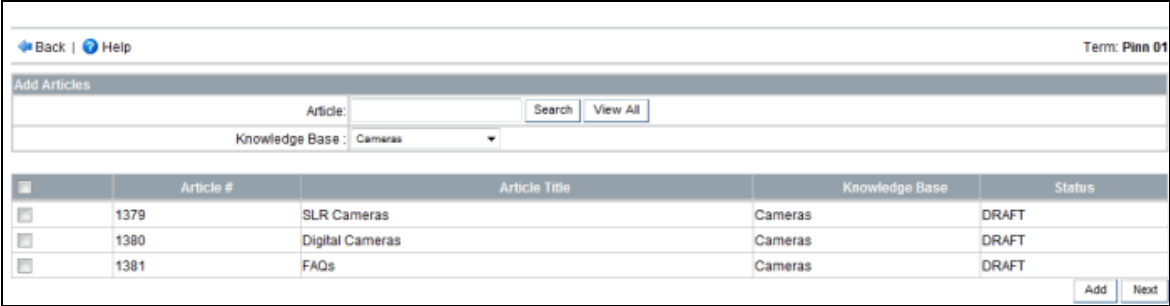 Back | Help Term: Pinn 01
Add Articles
Article: Search View All
Knowledge Base : Cameras
Article # Article Title Knowledge Base Status
1379 SLR Cameras Cameras DRAFT
1380 Digital Cameras Cameras DRAFT
1381 FAQs Cameras DRAFT
Add Next